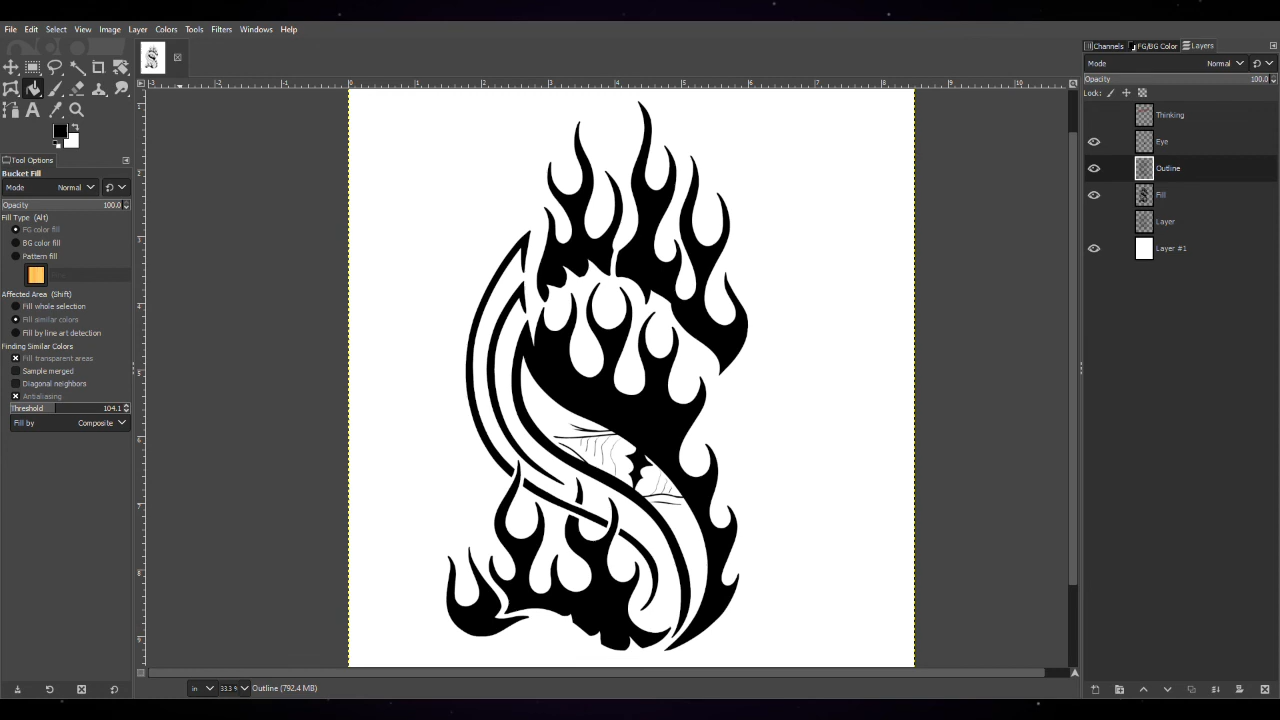 File Edit Select View Image Layer Colors Tools Filters Windows Help
Channels FG/BG Color Layers
Mode Normal
Opacity 100.0
Lock:
Thinking
Eye
Outline
Fill
Layer
Layer #1
Tool Options
Bucket Fill
Mode Normal
Opacity 100.0
Fill Type (Alt)
FG color fill
BG color fill
Pattern fill
Affected Area (Shift)
Fill whole selection
Fill similar colors
Fill by line art detection
Finding Similar Colors
Fill transparent areas
Sample merged
Diagonal neighbors
Antialiasing
Threshold 104.1
Fill by Composite
in 33.3 % Outline (792.4 MB)